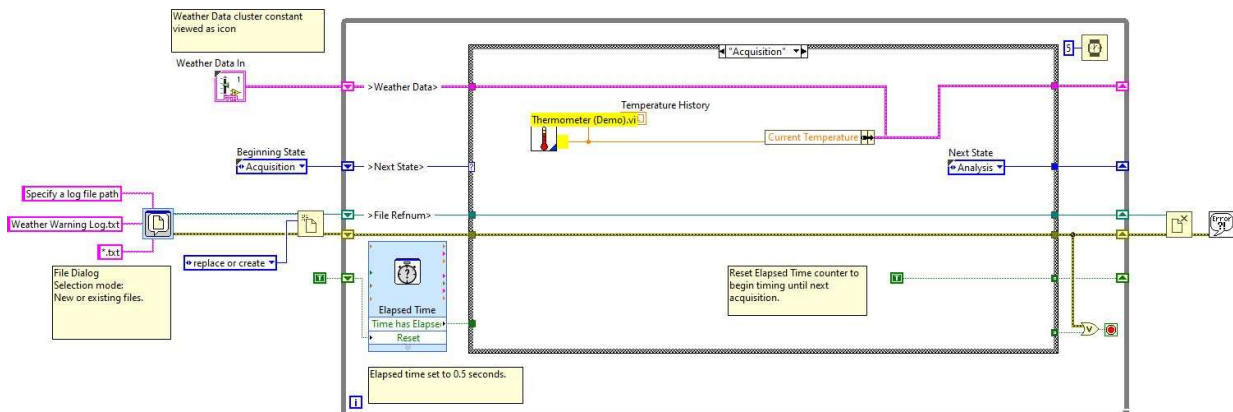 Weather Data cluster constant
viewed as icon
Weather Data In
"Acquisition"
5
>Weather Data>
Temperature History
Thermometer (Demo).vi
Current Temperature
Beginning State
Acquisition
>Next State>
?
Next State
Analysis
Specify a log file path
Weather Warning Log.txt
*.txt
>File Refnum>
Error
?!
replace or create
File Dialog
Selection mode:
New or existing files.
T
?
Elapsed Time
Time has Elapse
Reset
Reset Elapsed Time counter to
begin timing until next
acquisition.
T
V
Elapsed time set to 0.5 seconds.
i